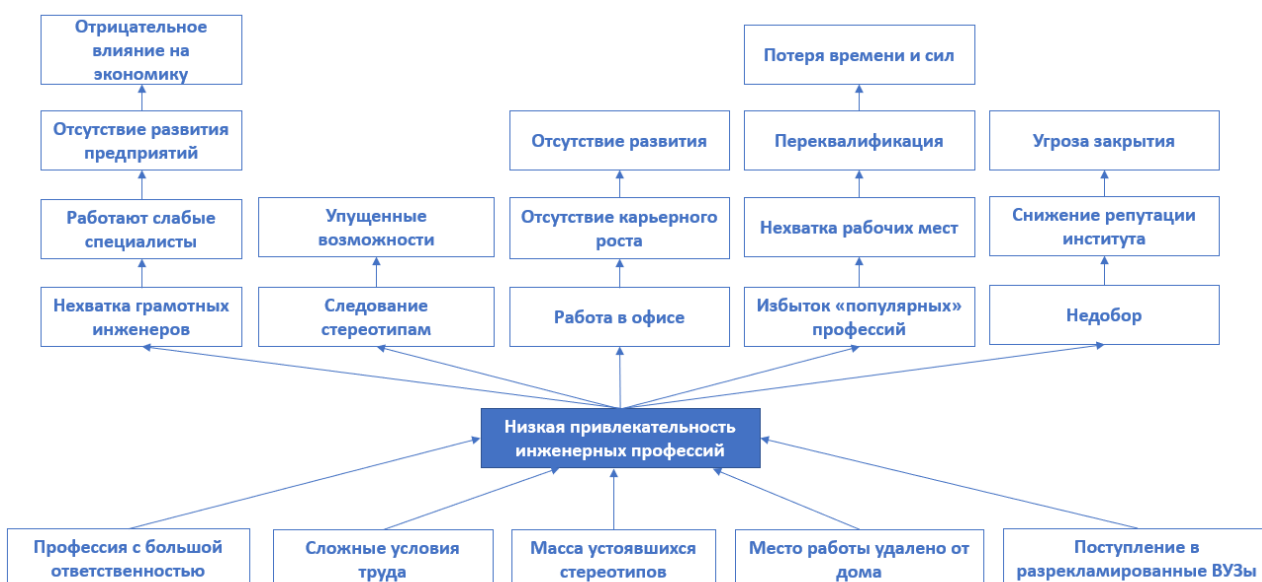 Отрицательное
влияние на
экономику
Потеря времени и сил
Отсутствие развития
предприятий
Отсутствие развития
Переквалификация
Угроза закрытия
Работают слабые
специалисты
Упущенные
возможности
Отсутствие карьерного
роста
Нехватка рабочих мест
Снижение репутации
института
Нехватка грамотных
инженеров
Следование
стереотипам
Работа в офисе
Избыток «популярных»
профессий
Недобор
Низкая привлекательность
инженерных профессий
Профессия с большой
ответственностью
Сложные условия
труда
Масса устоявшихся
стереотипов
Место работы удалено от
дома
Поступление в
разрекламированные ВУЗы